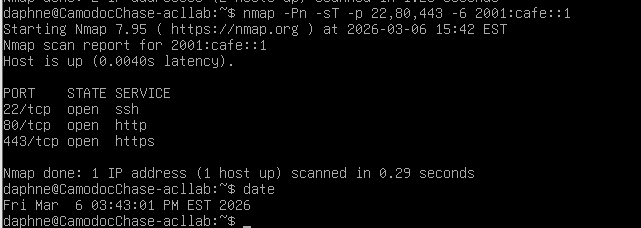 Nmap done: 2 IP addresses (2 hosts up) scanned in 1.28 seconds
daphne@CamodocChase-acllab:~$ nmap -Pn -sT -p 22,80,443 -6 2001:cafe::1
Starting Nmap 7.95 ( https://nmap.org ) at 2026-03-06 15:42 EST
Nmap scan report for 2001:cafe::1
Host is up (0.0040s latency).
PORT    STATE SERVICE
22/tcp  open  ssh
80/tcp  open  http
443/tcp open  https
Nmap done: 1 IP address (1 host up) scanned in 0.29 seconds
daphne@CamodocChase-acllab:~$ date
Fri Mar  6 03:43:01 PM EST 2026
daphne@CamodocChase-acllab:~$